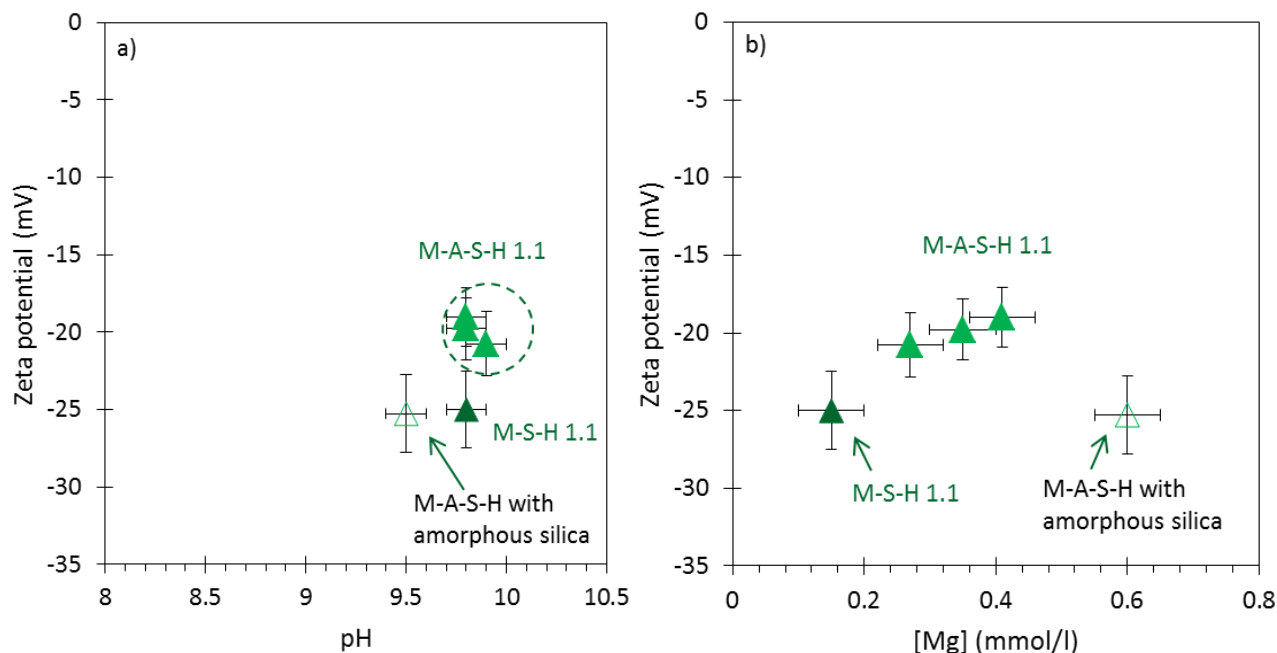 a)
Zeta potential (mV)
0
-5
-10
-15
-20
-25
-30
-35
M-A-S-H 1.1
M-S-H 1.1
M-A-S-H with
amorphous silica
8
8.5
9
9.5
10
10.5
pH
b)
Zeta potential (mV)
0
-5
-10
-15
-20
-25
-30
-35
M-A-S-H 1.1
M-S-H 1.1
M-A-S-H with
amorphous silica
0
0.2
0.4
0.6
0.8
[Mg] (mmol/l)